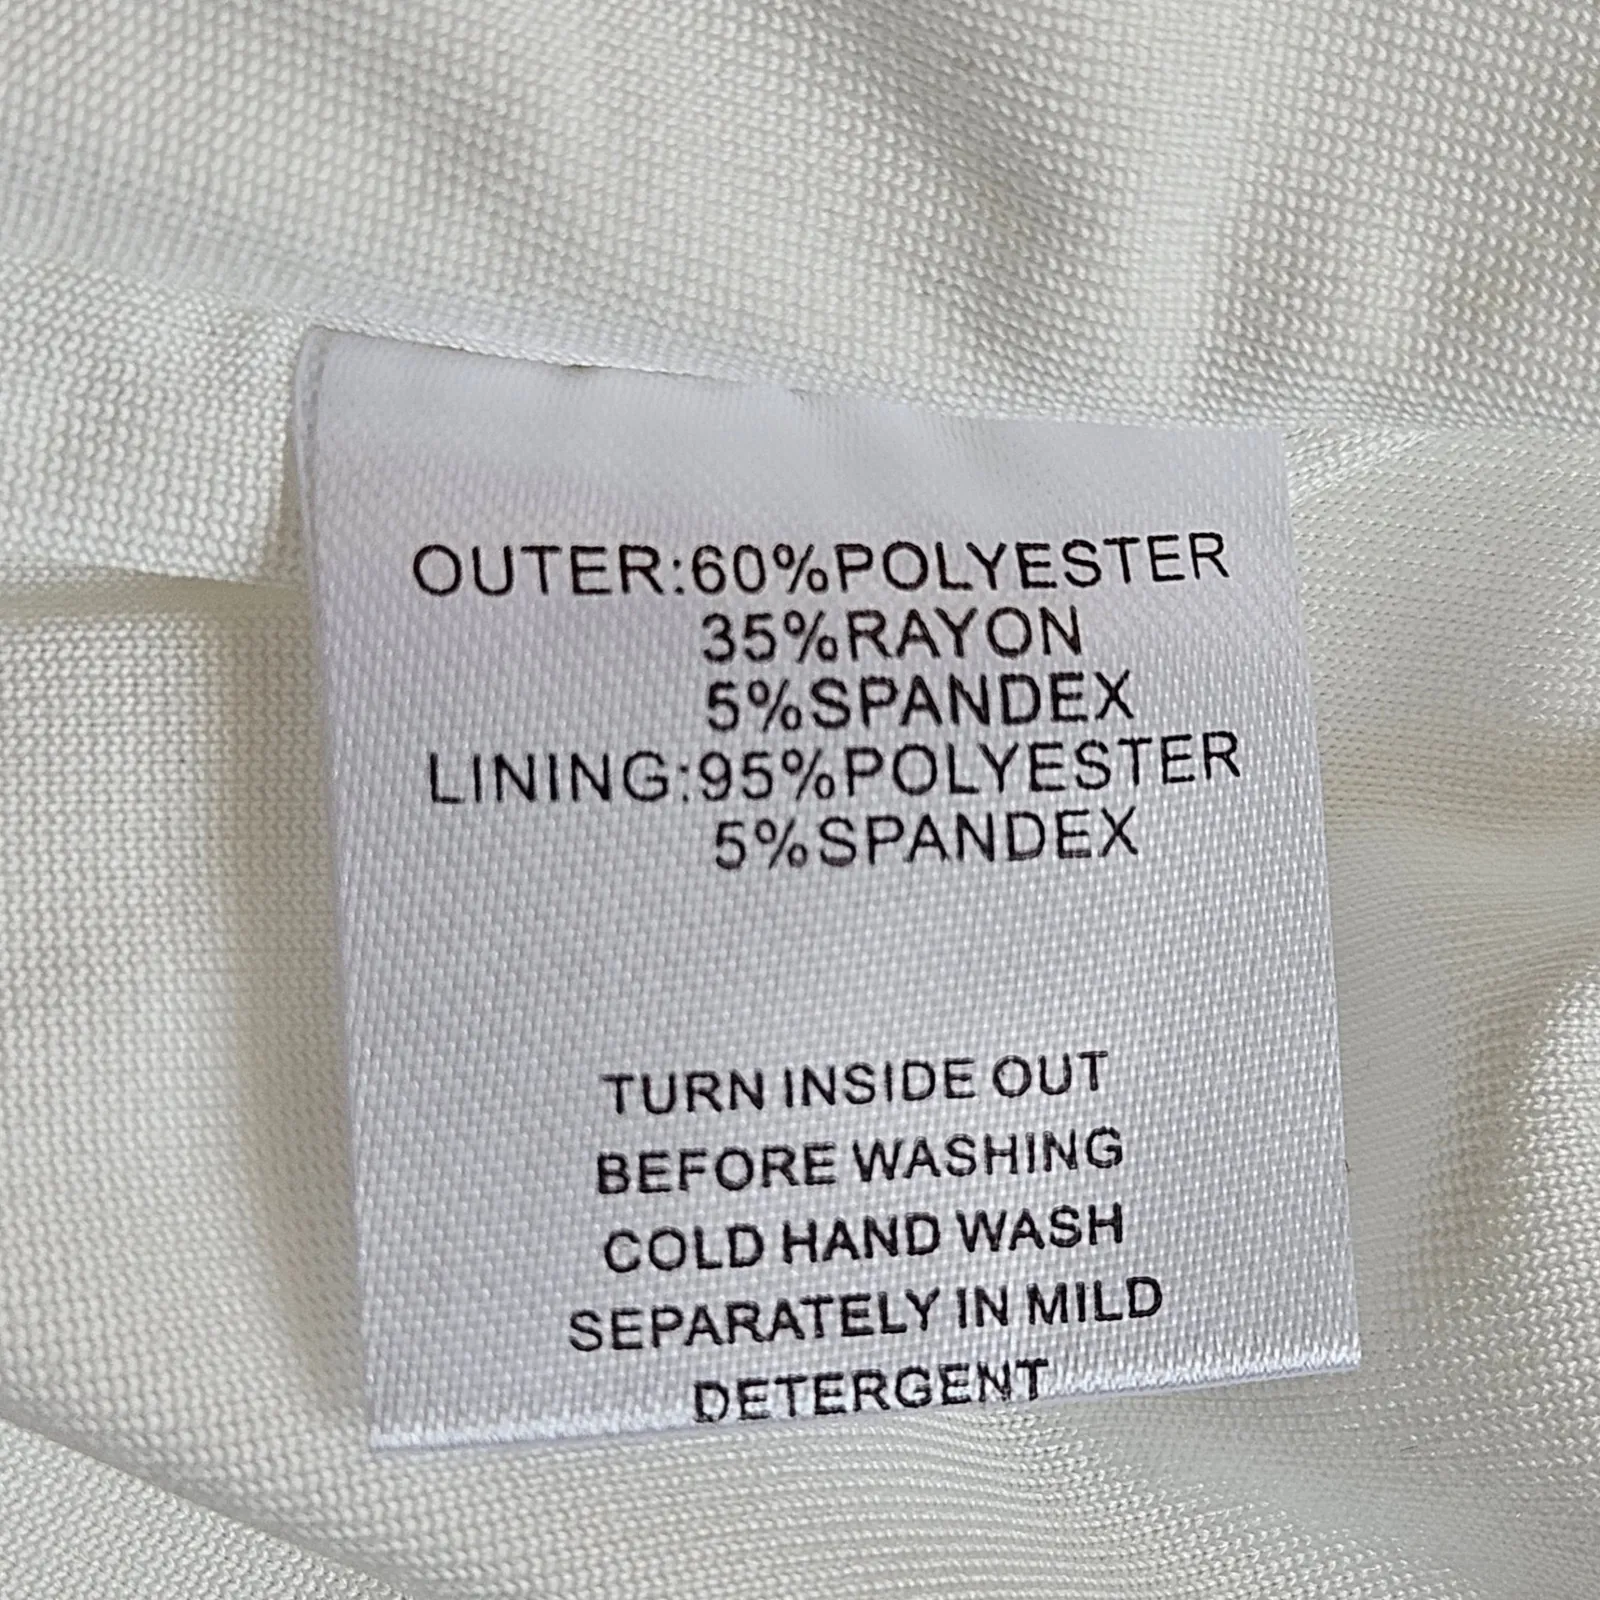 OUTER:60%POLYESTER
35%RAYON
5%SPANDEX
LINING:95%POLYESTER
5%SPANDEX
TURN INSIDE OUT
BEFORE WASHING
COLD HAND WASH
SEPARATELY IN MILD
DETERGENT